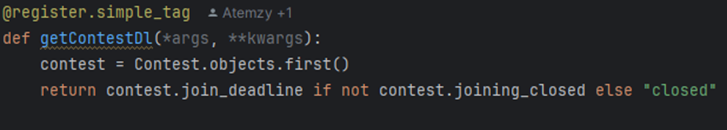 @register.simple_tag Atemzy +1
def getContestDl(*args, **kwargs):
    contest = Contest.objects.first()
    return contest.join_deadline if not contest.joining_closed else "closed"